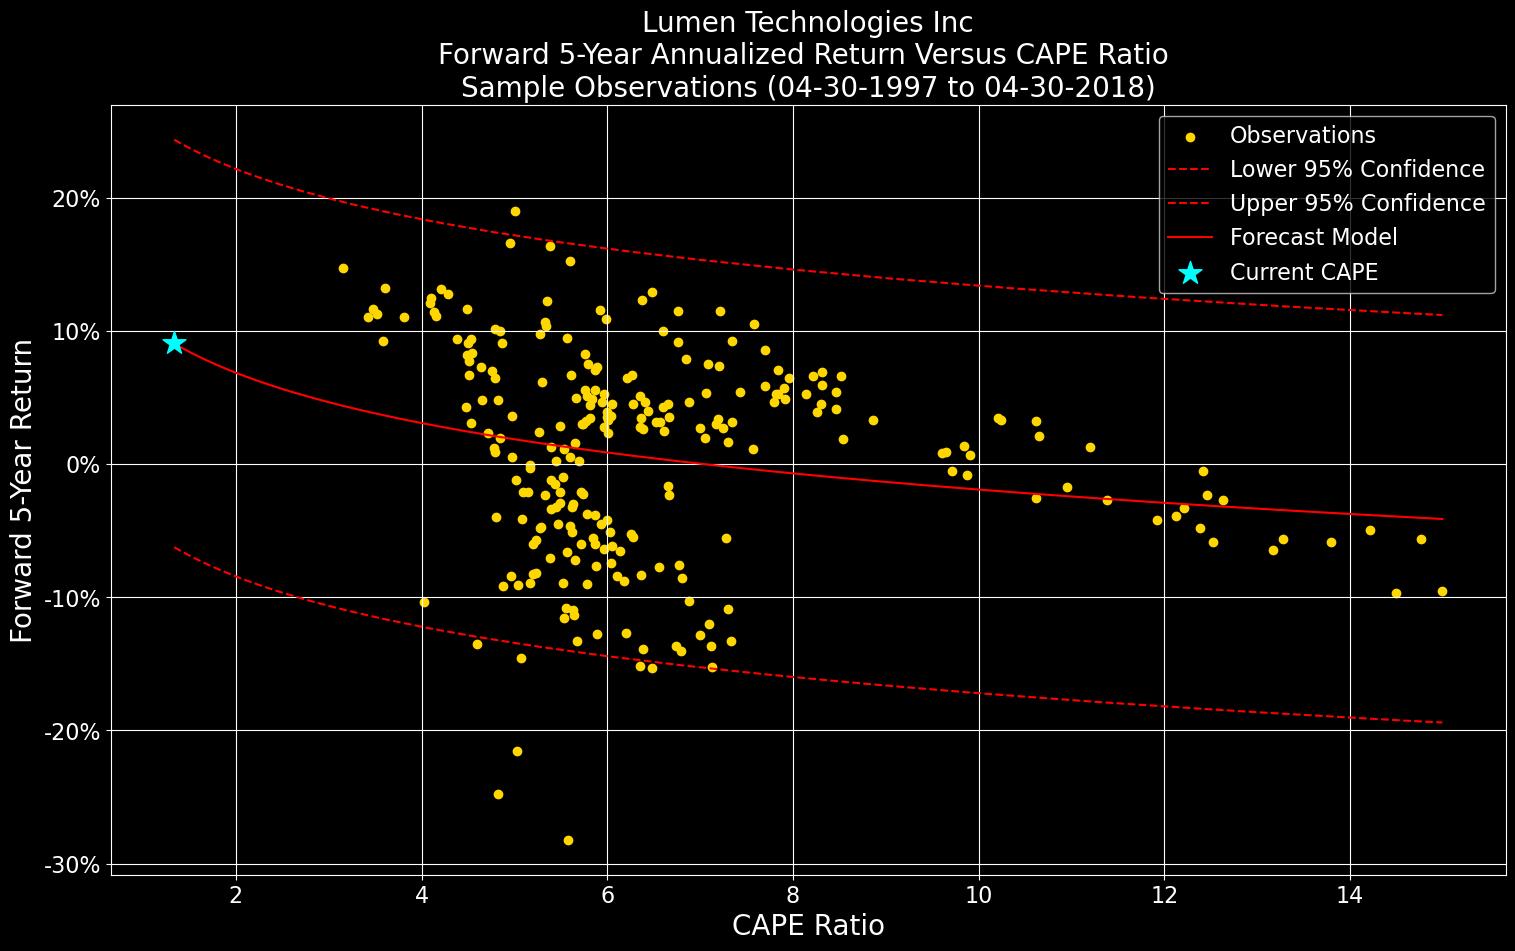 Lumen Technologies Inc
Forward 5-Year Annualized Return Versus CAPE Ratio
Sample Observations (04-30-1997 to 04-30-2018)
Observations
Lower 95% Confidence
Upper 95% Confidence
Forecast Model
Current CAPE
Forward 5-Year Return
20%
10%
0%
-10%
-20%
-30%
2 4 6 8 10 12 14
CAPE Ratio